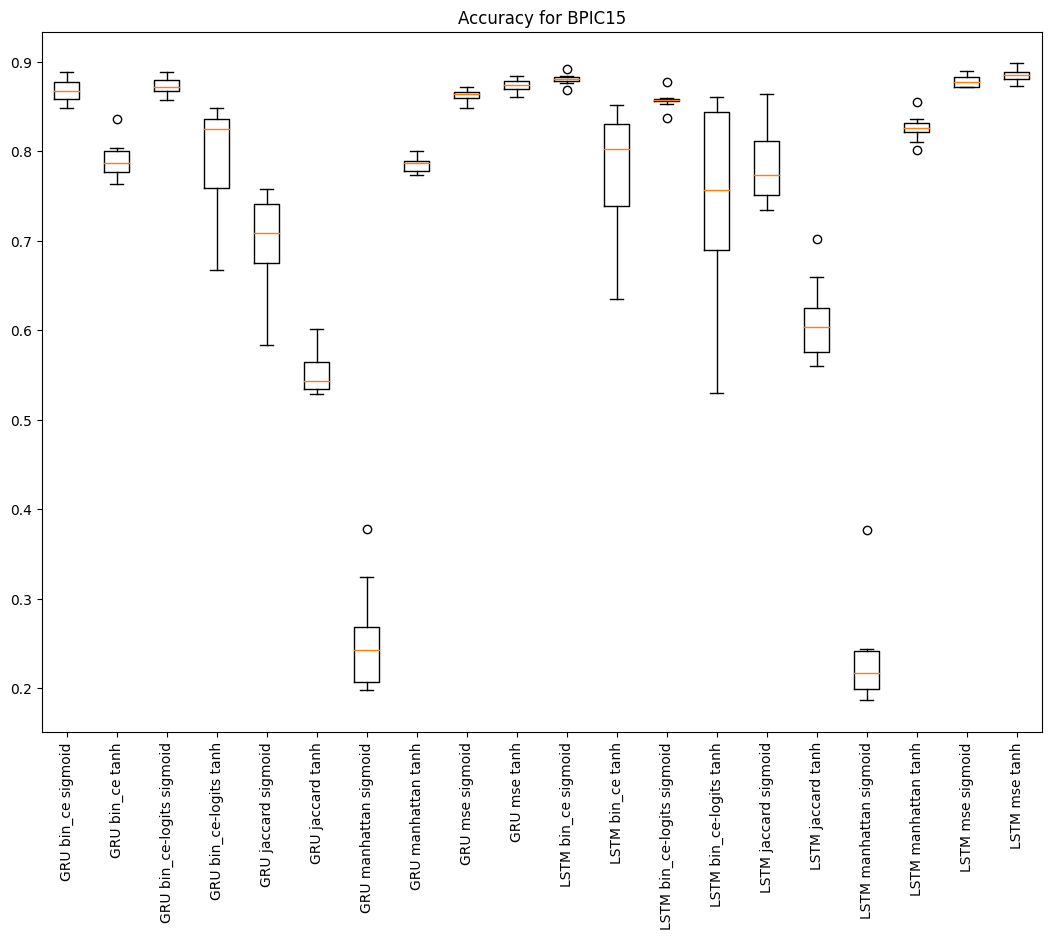 Accuracy for BPIC15
0.9
0.8
0.7
0.6
0.5
0.4
0.3
0.2
GRU bin_ce sigmoid
GRU bin_ce tanh
GRU bin_ce-logits sigmoid
GRU bin_ce-logits tanh
GRU jaccard sigmoid
GRU jaccard tanh
GRU manhattan sigmoid
GRU manhattan tanh
GRU mse sigmoid
GRU mse tanh
LSTM bin_ce sigmoid
LSTM bin_ce tanh
LSTM bin_ce-logits sigmoid
LSTM bin_ce-logits tanh
LSTM jaccard sigmoid
LSTM jaccard tanh
LSTM manhattan sigmoid
LSTM manhattan tanh
LSTM mse sigmoid
LSTM mse tanh